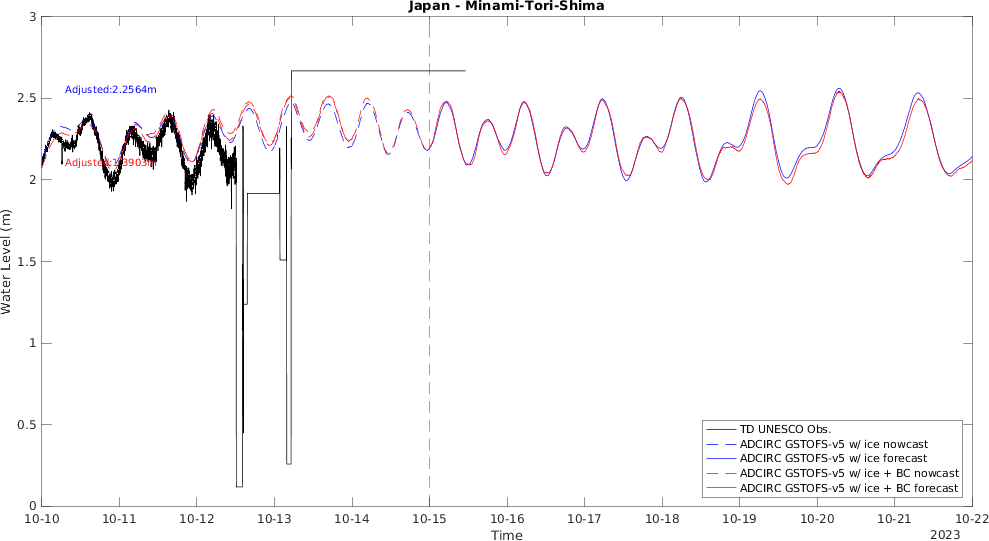 Japan - Minami-Tori-Shima
3
2.5
2
1.5
1
0.5
0
Water Level (m)
Adjusted:2.2564m
10-10
10-11
10-12
10-13
10-14
10-15
10-16
10-17
10-18
10-19
10-20
10-21
10-22
Time
2023
TD UNESCO Obs.
ADCIRC GSTOFS-v5 w/ ice nowcast
ADCIRC GSTOFS-v5 w/ ice forecast
ADCIRC GSTOFS-v5 w/ ice + BC nowcast
ADCIRC GSTOFS-v5 w/ ice + BC forecast